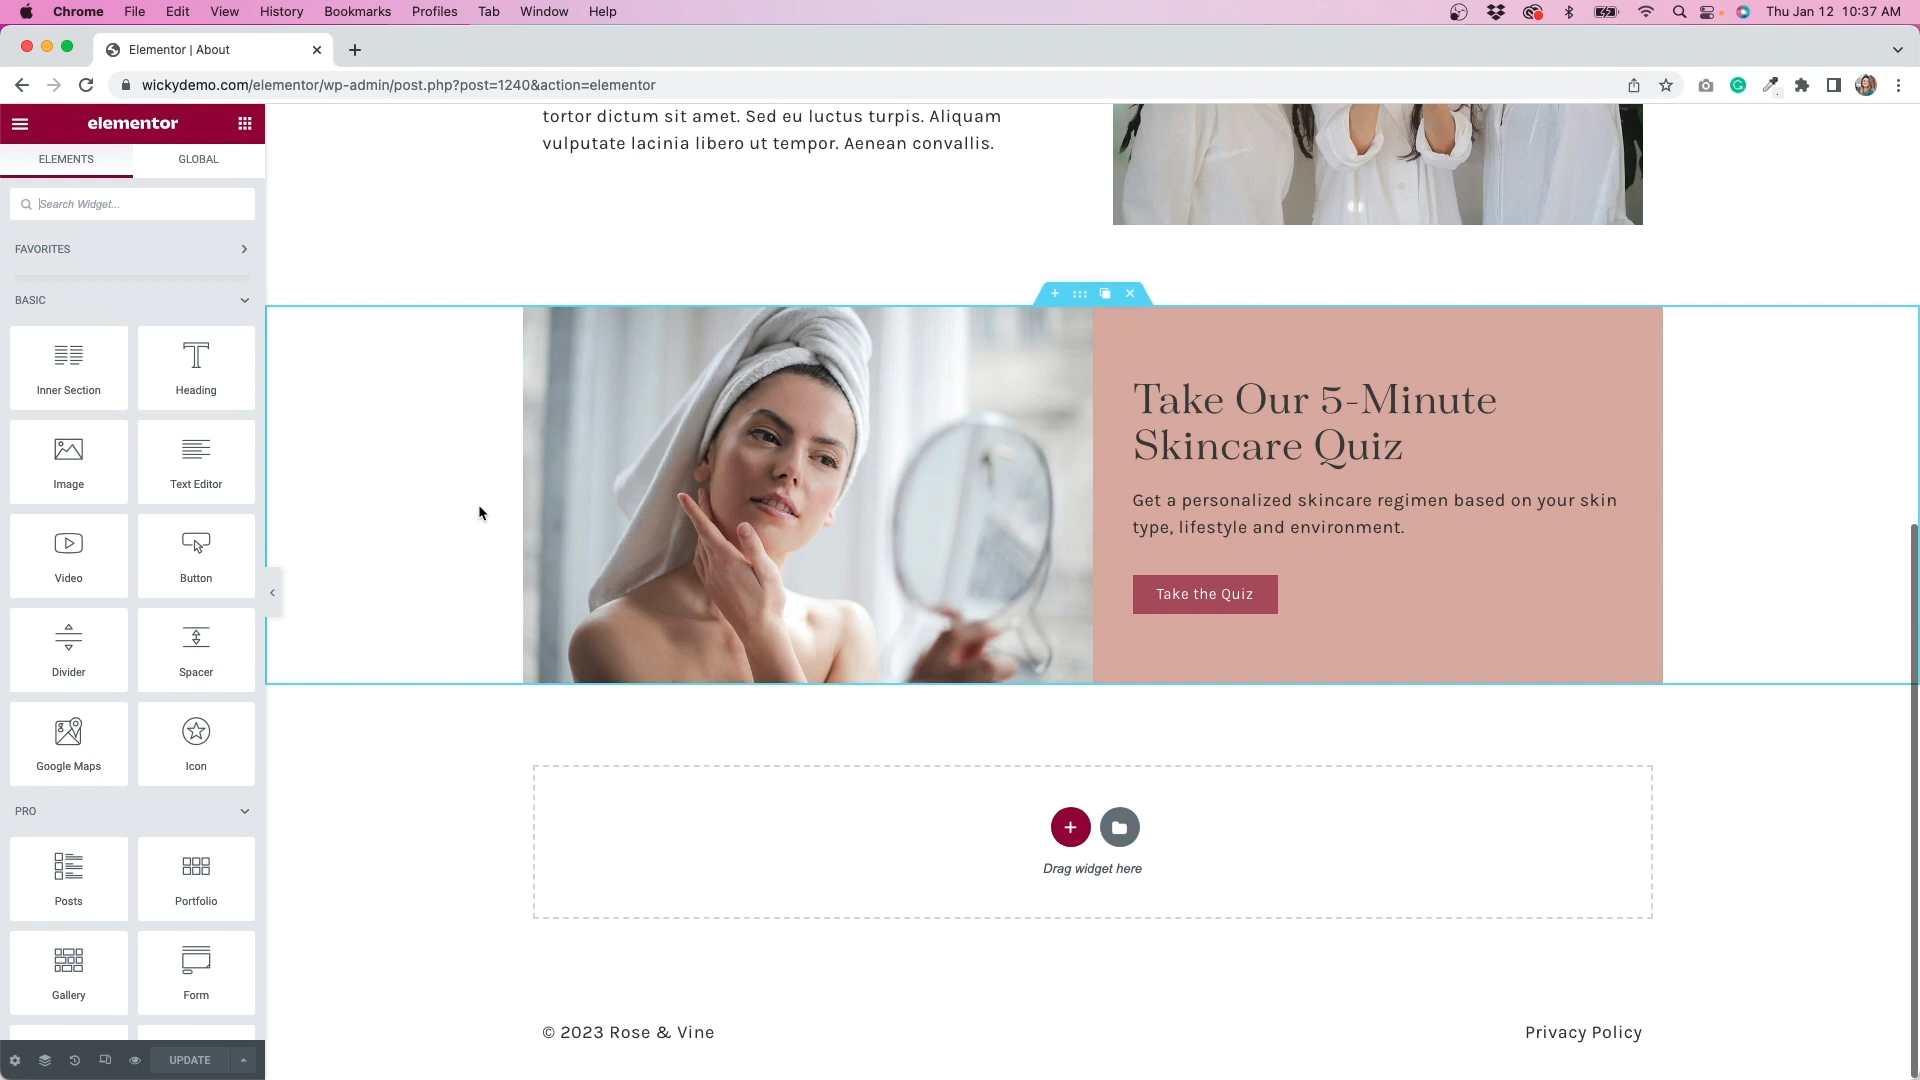 Chrome File Edit View History Bookmarks Profiles Tab Window Help Thu Jan 12 10:37 AM
Elementor | About
wickydemo.com/elementor/wp-admin/post.php?post=1240&action=elementor
elementor
ELEMENTS GLOBAL
Search Widget...
FAVORITES
BASIC
Inner Section Heading
Image Text Editor
Video Button
Divider Spacer
Google Maps Icon
PRO
Posts Portfolio
Gallery Form
UPDATE
tortor dictum sit amet. Sed eu luctus turpis. Aliquam
vulputate lacinia libero ut tempor. Aenean convallis.
Take Our 5-Minute
Skincare Quiz
Get a personalized skincare regimen based on your skin
type, lifestyle and environment.
Take the Quiz
Drag widget here
© 2023 Rose & Vine Privacy Policy